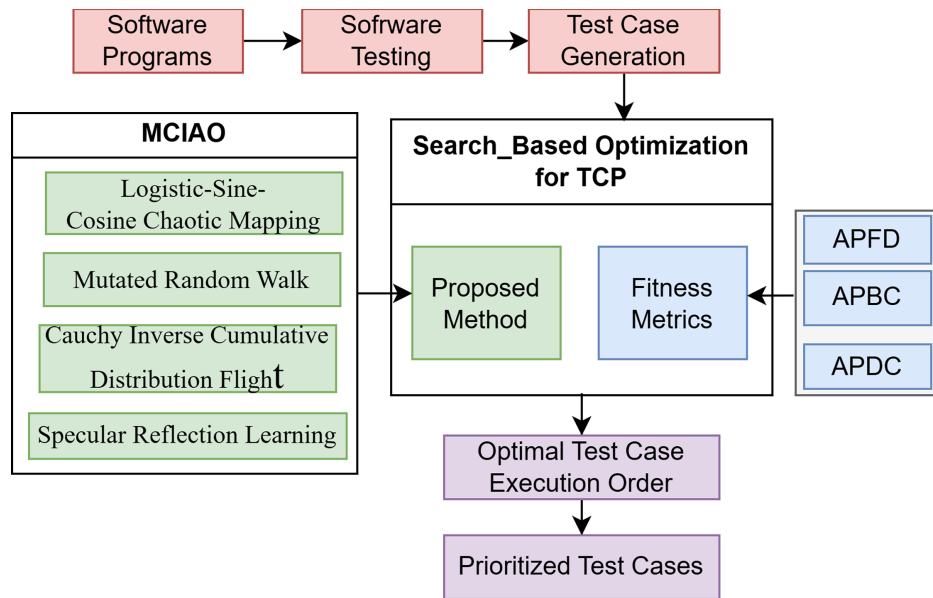 Software
Programs
Sofrware
Testing
Test Case
Generation
MCIAO
Logistic-Sine-
Cosine Chaotic Mapping
Mutated Random Walk
Cauchy Inverse Cumulative
Distribution Flight
Specular Reflection Learning
Search_Based Optimization
for TCP
Proposed
Method
Fitness
Metrics
APFD
APBC
APDC
Optimal Test Case
Execution Order
Prioritized Test Cases